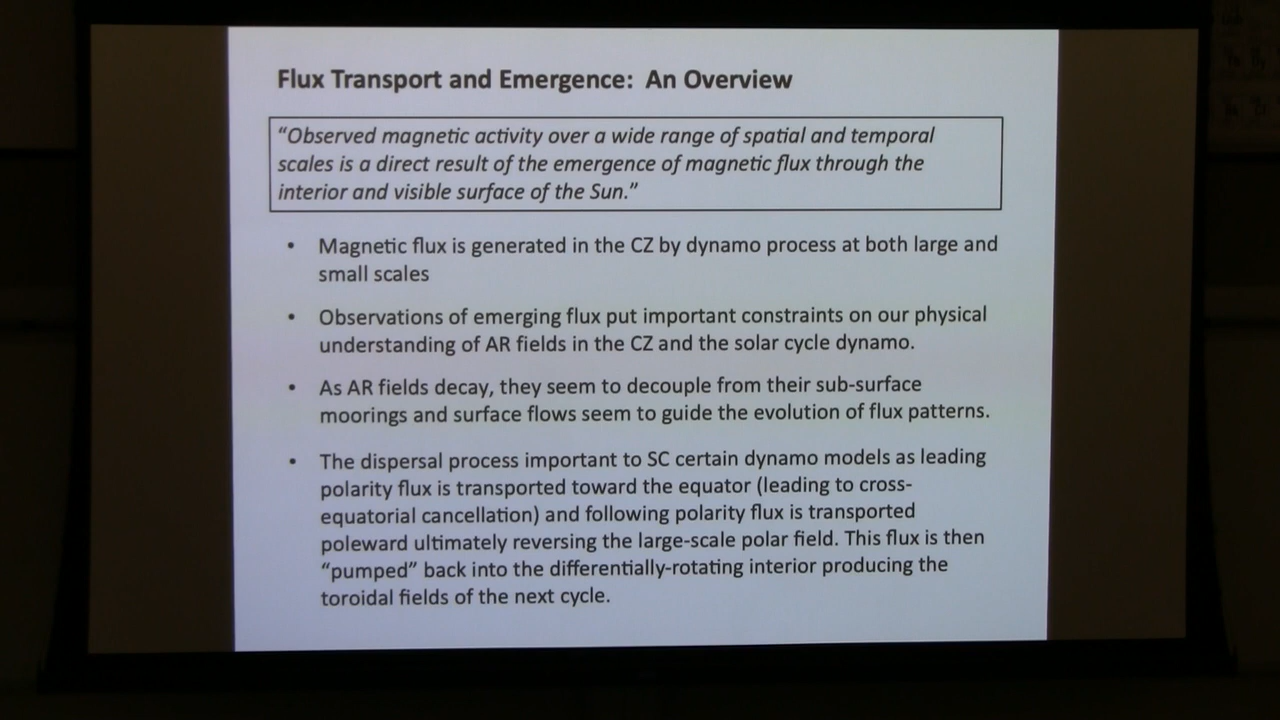 Flux Transport and Emergence: An Overview
“Observed magnetic activity over a wide range of spatial and temporal
scales is a direct result of the emergence of magnetic flux through the
interior and visible surface of the Sun.”
• Magnetic flux is generated in the CZ by dynamo process at both large and
small scales
• Observations of emerging flux put important constraints on our physical
understanding of AR fields in the CZ and the solar cycle dynamo.
• As AR fields decay, they seem to decouple from their sub-surface
moorings and surface flows seem to guide the evolution of flux patterns.
• The dispersal process important to SC certain dynamo models as leading
polarity flux is transported toward the equator (leading to cross-
equatorial cancellation) and following polarity flux is transported
poleward ultimately reversing the large-scale polar field. This flux is then
“pumped” back into the differentially-rotating interior producing the
toroidal fields of the next cycle.